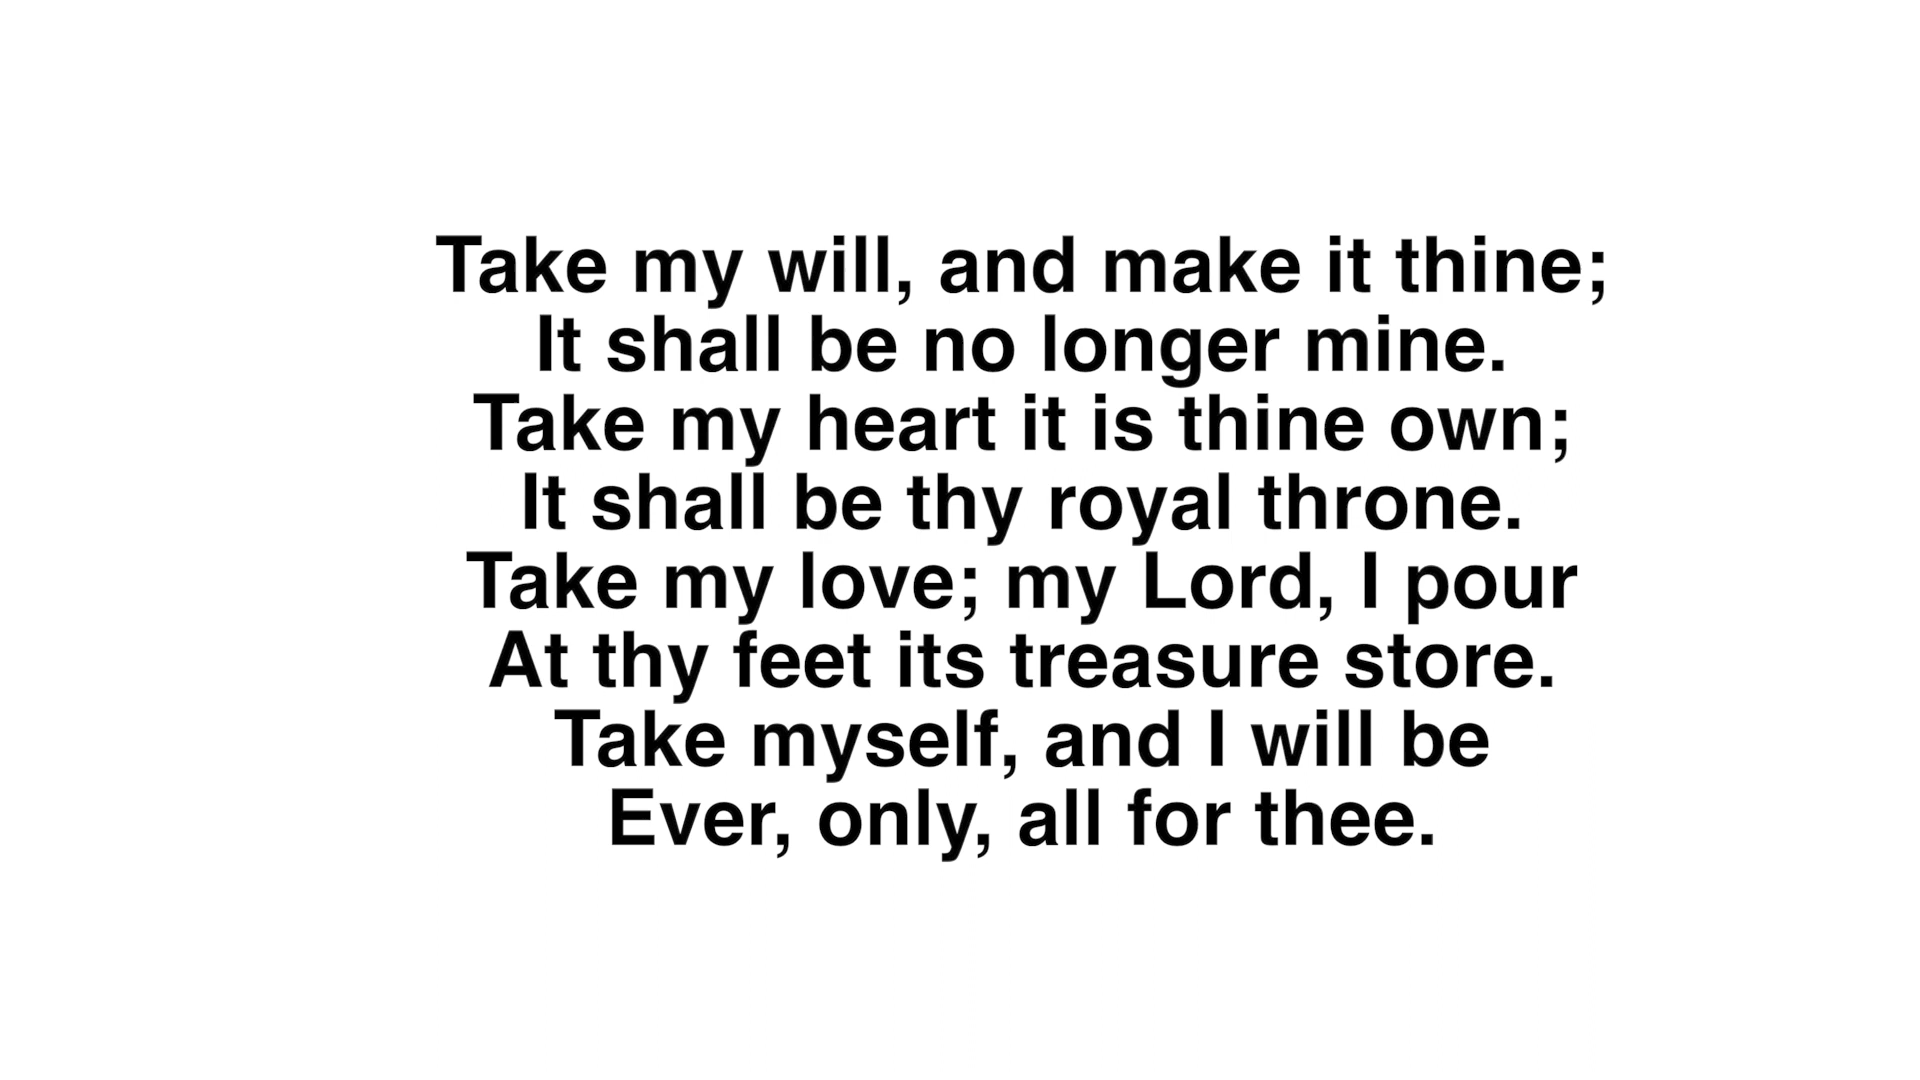 Take my will, and make it thine;
It shall be no longer mine.
Take my heart it is thine own;
It shall be thy royal throne.
Take my love; my Lord, I pour
At thy feet its treasure store.
Take myself, and I will be
Ever, only, all for thee.